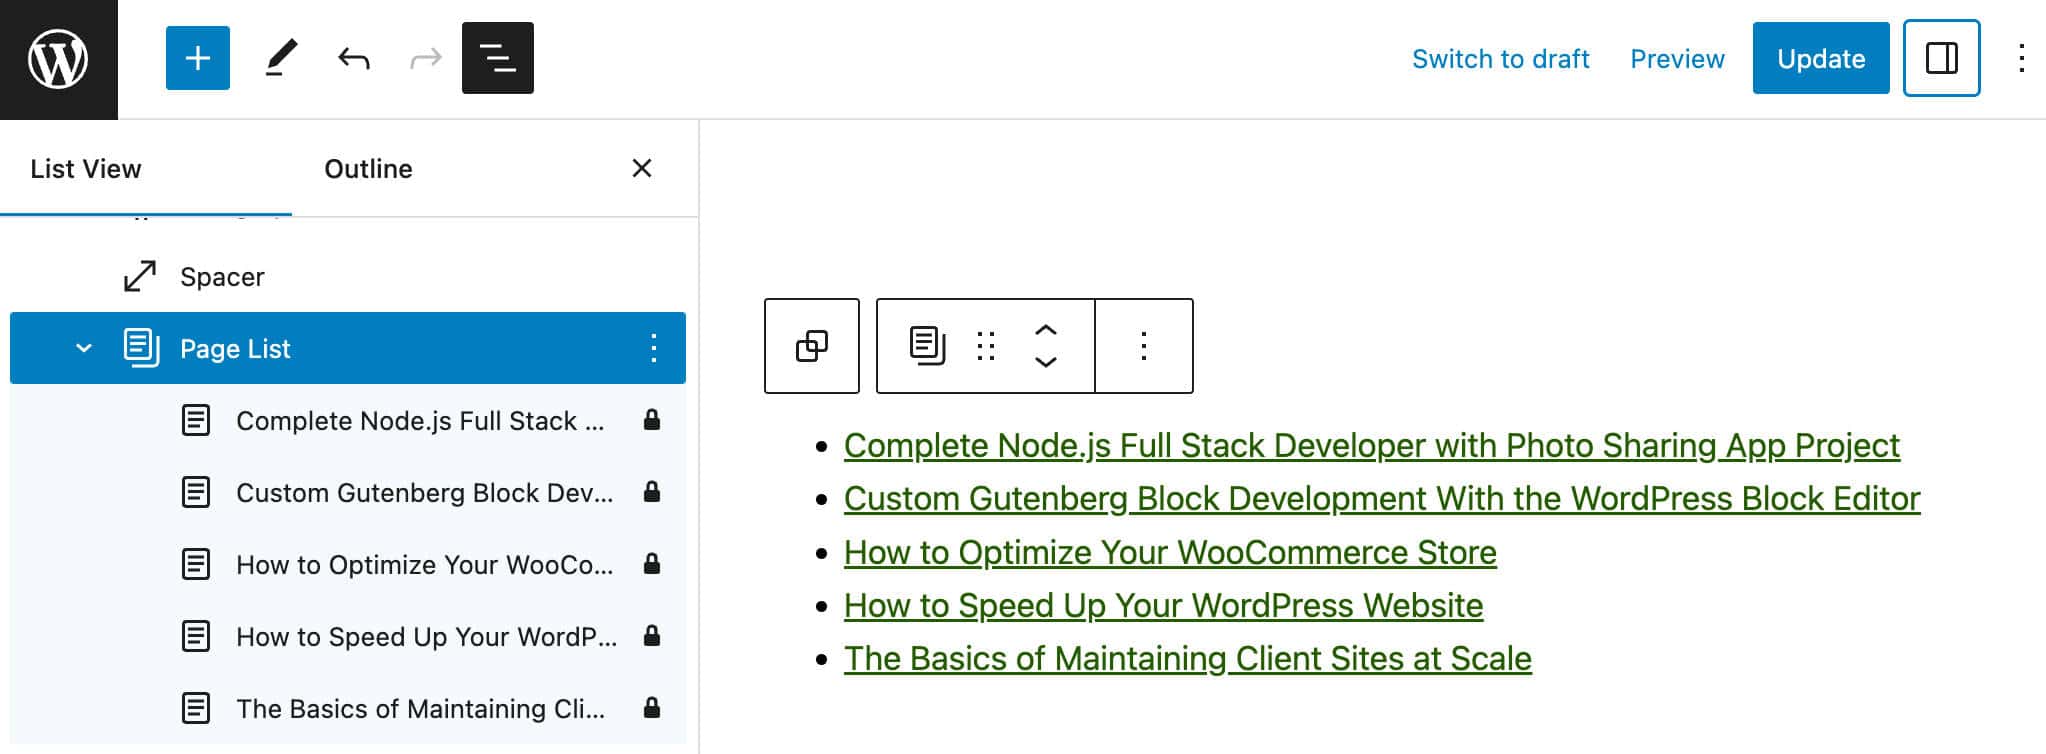 Switch to draft Preview Update
List View Outline
Spacer
Page List
Complete Node.js Full Stack ...
Custom Gutenberg Block Dev...
How to Optimize Your WooCo...
How to Speed Up Your WordP...
The Basics of Maintaining Cli...
Complete Node.js Full Stack Developer with Photo Sharing App Project
Custom Gutenberg Block Development With the WordPress Block Editor
How to Optimize Your WooCommerce Store
How to Speed Up Your WordPress Website
The Basics of Maintaining Client Sites at Scale